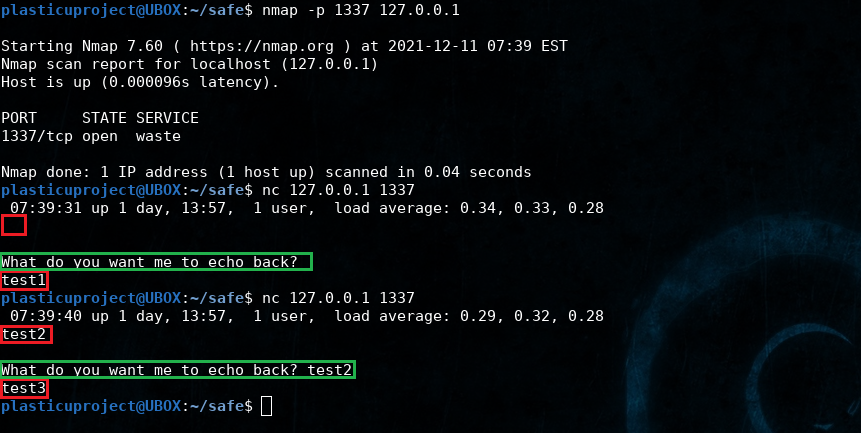 plasticuproject@UBOX:~/safe$ nmap -p 1337 127.0.0.1
Starting Nmap 7.60 ( https://nmap.org ) at 2021-12-11 07:39 EST
Nmap scan report for localhost (127.0.0.1)
Host is up (0.000096s latency).
PORT     STATE SERVICE
1337/tcp open  waste
Nmap done: 1 IP address (1 host up) scanned in 0.04 seconds
plasticuproject@UBOX:~/safe$ nc 127.0.0.1 1337
 07:39:31 up 1 day, 13:57,  1 user,  load average: 0.34, 0.33, 0.28
What do you want me to echo back?
test1
plasticuproject@UBOX:~/safe$ nc 127.0.0.1 1337
 07:39:40 up 1 day, 13:57,  1 user,  load average: 0.29, 0.32, 0.28
test2
What do you want me to echo back? test2
test3
plasticuproject@UBOX:~/safe$